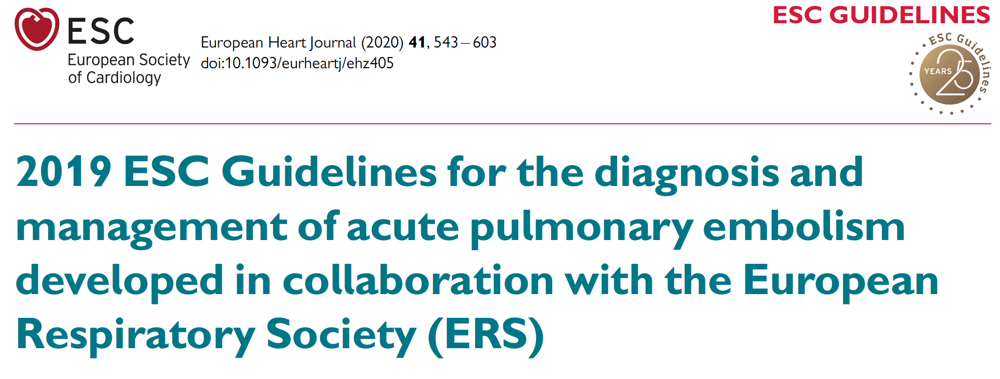 ESC
European Society
of Cardiology
European Heart Journal (2020) 41, 543–603
doi:10.1093/eurheartj/ehz405
ESC GUIDELINES
ESC Guidelines
YEARS 25
2019 ESC Guidelines for the diagnosis and
management of acute pulmonary embolism
developed in collaboration with the European
Respiratory Society (ERS)